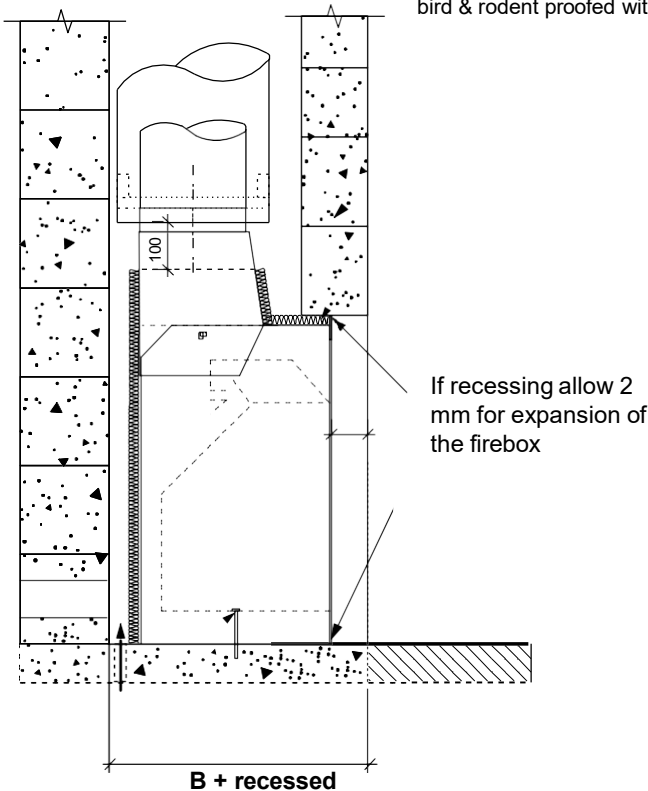 bird & rodent proofed wit
100
If recessing allow 2
mm for expansion of
the firebox
B + recessed